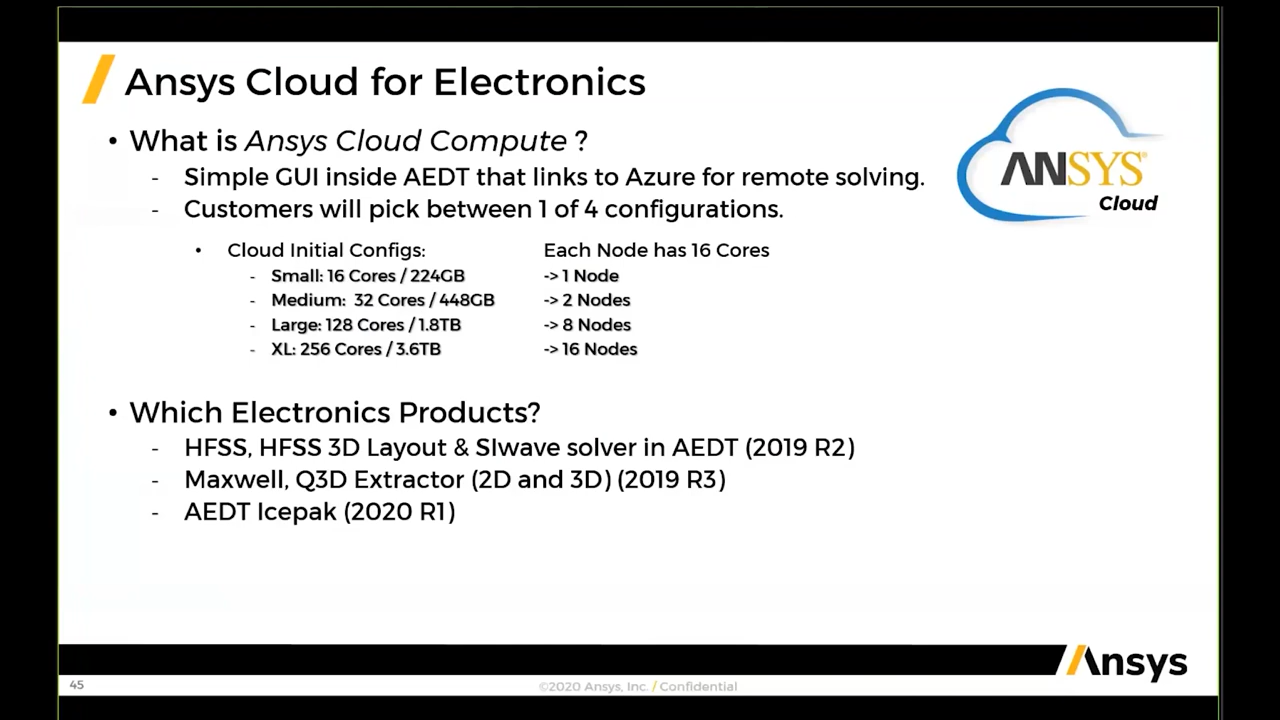 Ansys Cloud for Electronics
• What is Ansys Cloud Compute ?
- Simple GUI inside AEDT that links to Azure for remote solving.
- Customers will pick between 1 of 4 configurations.
• Cloud Initial Configs: Each Node has 16 Cores
- Small: 16 Cores / 224GB -> 1 Node
- Medium: 32 Cores / 448GB -> 2 Nodes
- Large: 128 Cores / 1.8TB -> 8 Nodes
- XL: 256 Cores / 3.6TB -> 16 Nodes
ANSYS®
Cloud
• Which Electronics Products?
- HFSS, HFSS 3D Layout & SIwave solver in AEDT (2019 R2)
- Maxwell, Q3D Extractor (2D and 3D) (2019 R3)
- AEDT Icepak (2020 R1)
Ansys
45
©2020 Ansys, Inc. / Confidential